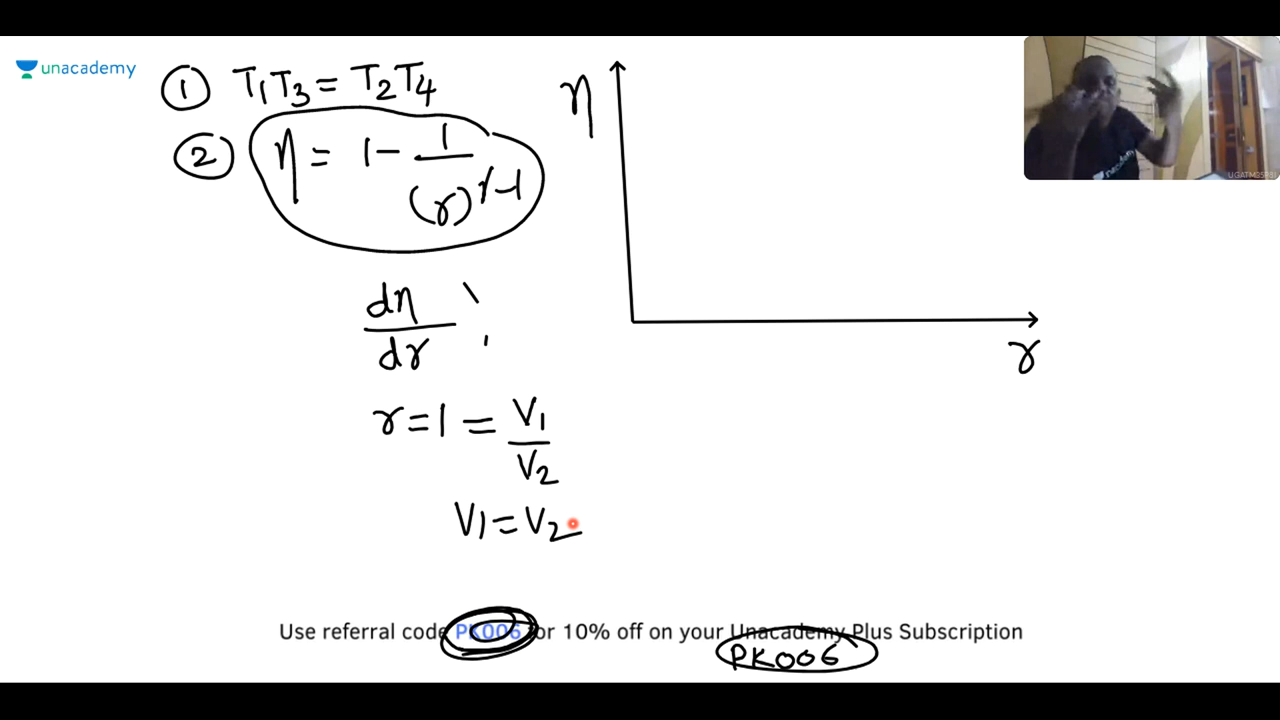 unacademy
① T₁T₃ = T₂T₄
② η = 1 - 1/(r)^γ-1
η
dη/dr
r
r = 1 = V₁/V₂
V₁ = V₂
Use referral code PK006 for 10% off on your Unacademy Plus Subscription
PK006
unacademy